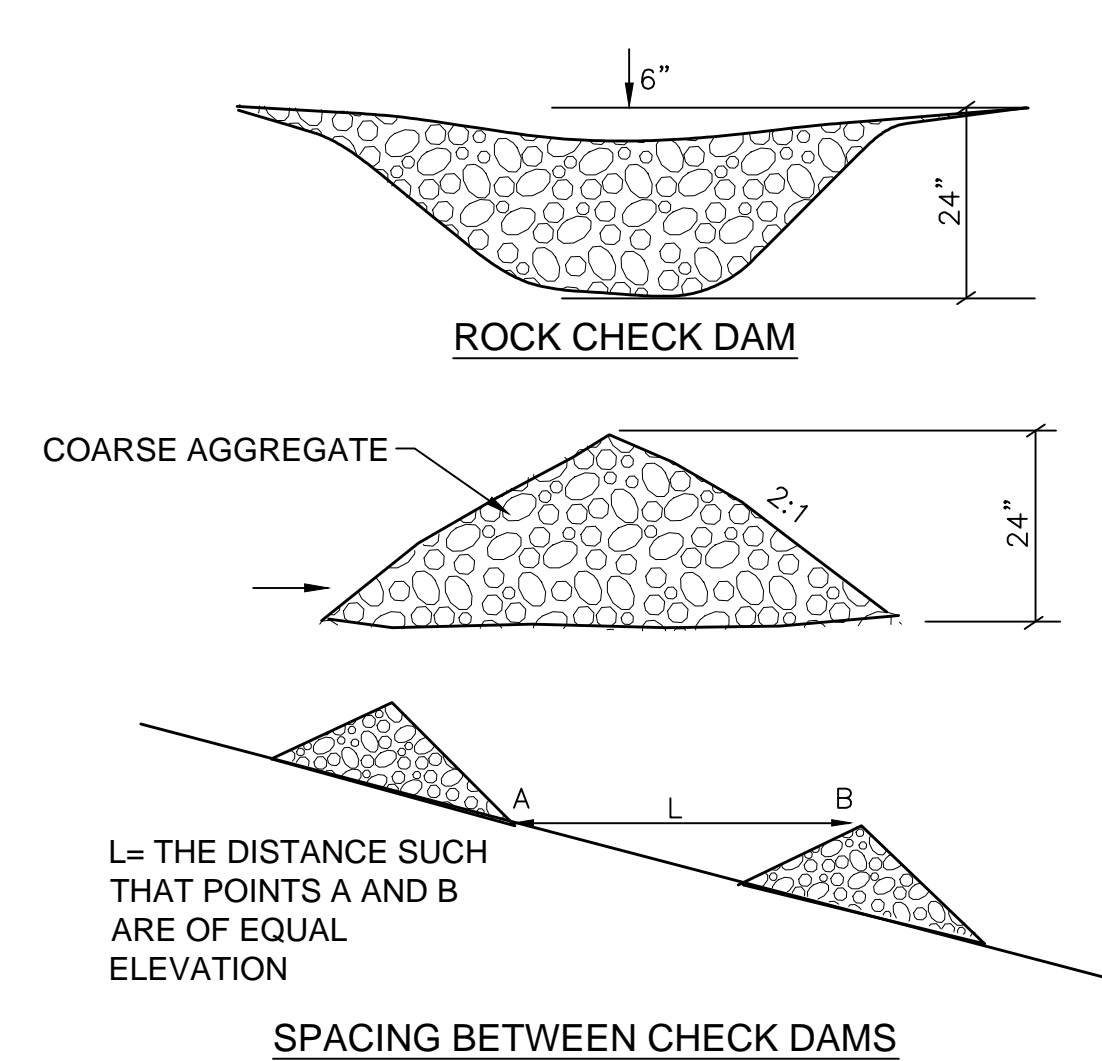 6”
24”
ROCK CHECK DAM
COARSE AGGREGATE
2:1
24”
A
L
B
L= THE DISTANCE SUCH
THAT POINTS A AND B
ARE OF EQUAL
ELEVATION
SPACING BETWEEN CHECK DAMS